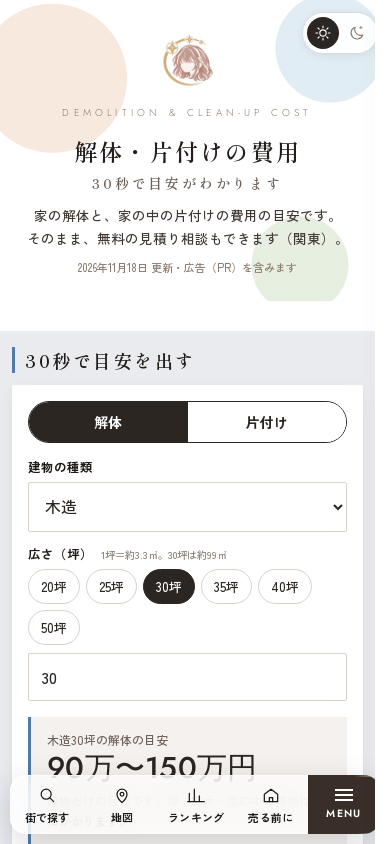 DEMOLITION & CLEAN-UP COST
解体・片付けの費用
30秒で目安がわかります
家の解体と、家の中の片付けの費用の目安です。
そのまま、無料の見積り相談もできます（関東）。
2026年11月18日 更新・広告（PR）を含みます
30秒で目安を出す
解体 片付け
建物の種類
木造
広さ（坪） 1坪＝約3.3㎡。30坪は約99㎡
20坪 25坪 30坪 35坪 40坪
50坪
30
木造30坪の解体の目安
90万〜150万円
街で探す 地図 ランキング 売る前に MENU